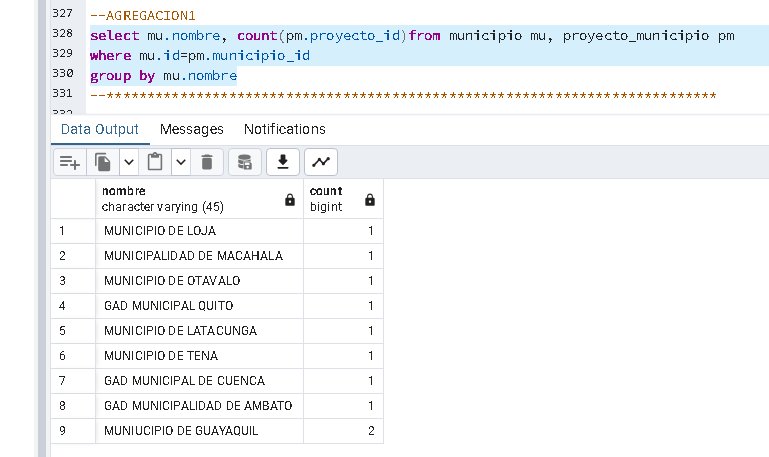 327 --AGREGACION1
328 select mu.nombre, count(pm.proyecto_id)from municipio mu, proyecto_municipio pm
329 where mu.id=pm.municipio_id
330 group by mu.nombre
331 --***************************************************************************
332
Data Output Messages Notifications
nombre count
character varying (45) bigint
1 MUNICIPIO DE LOJA 1
2 MUNICIPALIDAD DE MACAHALA 1
3 MUNICIPIO DE OTAVALO 1
4 GAD MUNICIPAL QUITO 1
5 MUNICIPIO DE LATACUNGA 1
6 MUNICIPIO DE TENA 1
7 GAD MUNICIPAL DE CUENCA 1
8 GAD MUNICIPALIDAD DE AMBATO 1
9 MUNIUCIPIO DE GUAYAQUIL 2